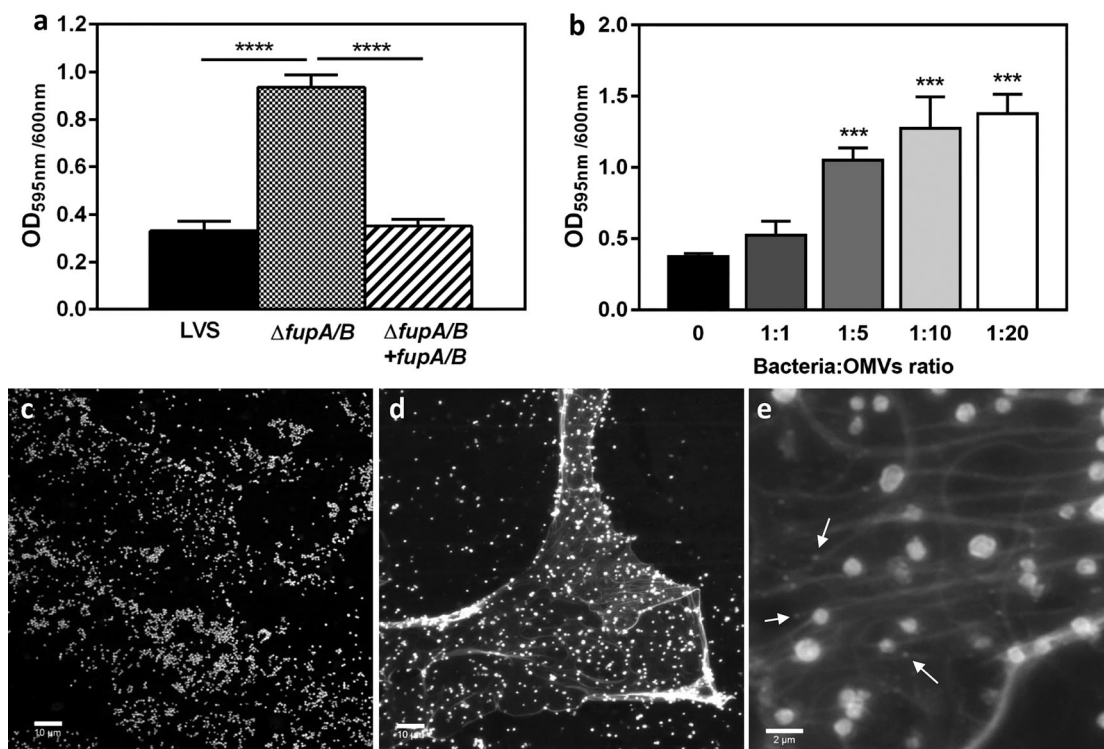 a
OD595nm /600nm
1.0
0.8
0.6
0.4
0.2
0.0
****
****
LVS
ΔfupA/B
ΔfupA/B
+fupA/B
b
OD595nm /600nm
2.0
1.5
1.0
0.5
0.0
***
***
***
0
1:1
1:5
1:10
1:20
Bacteria:OMVs ratio
c
10 µm
d
10 µm
e
2 µm